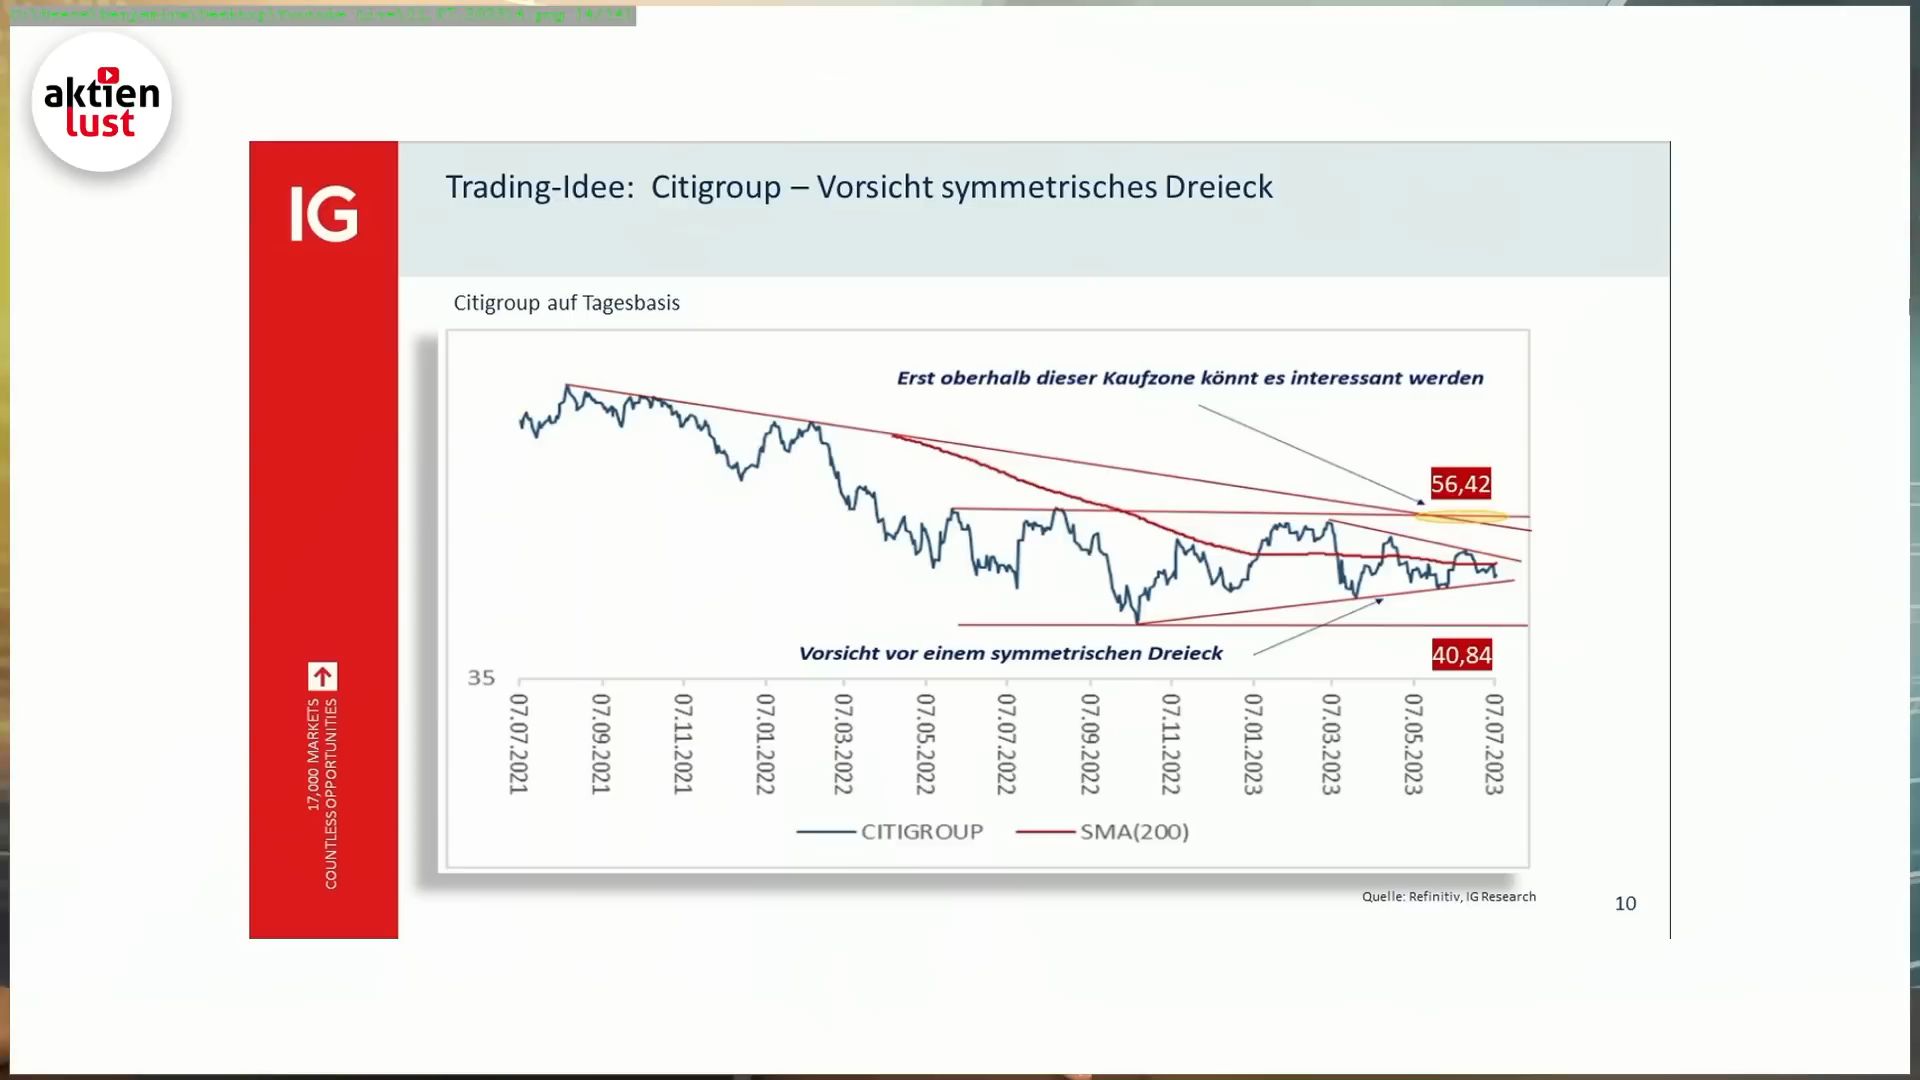 aktien
lust
IG
Trading-Idee: Citigroup – Vorsicht symmetrisches Dreieck
Citigroup auf Tagesbasis
Erst oberhalb dieser Kaufzone könnt es interessant werden
56,42
Vorsicht vor einem symmetrischen Dreieck
40,84
35
07.07.2021
07.09.2021
07.11.2021
07.01.2022
07.03.2022
07.05.2022
07.07.2022
07.09.2022
07.11.2022
07.01.2023
07.03.2023
07.05.2023
07.07.2023
CITIGROUP
SMA(200)
17,000 MARKETS
COUNTLESS OPPORTUNITIES
Quelle: Refinitiv, IG Research
10